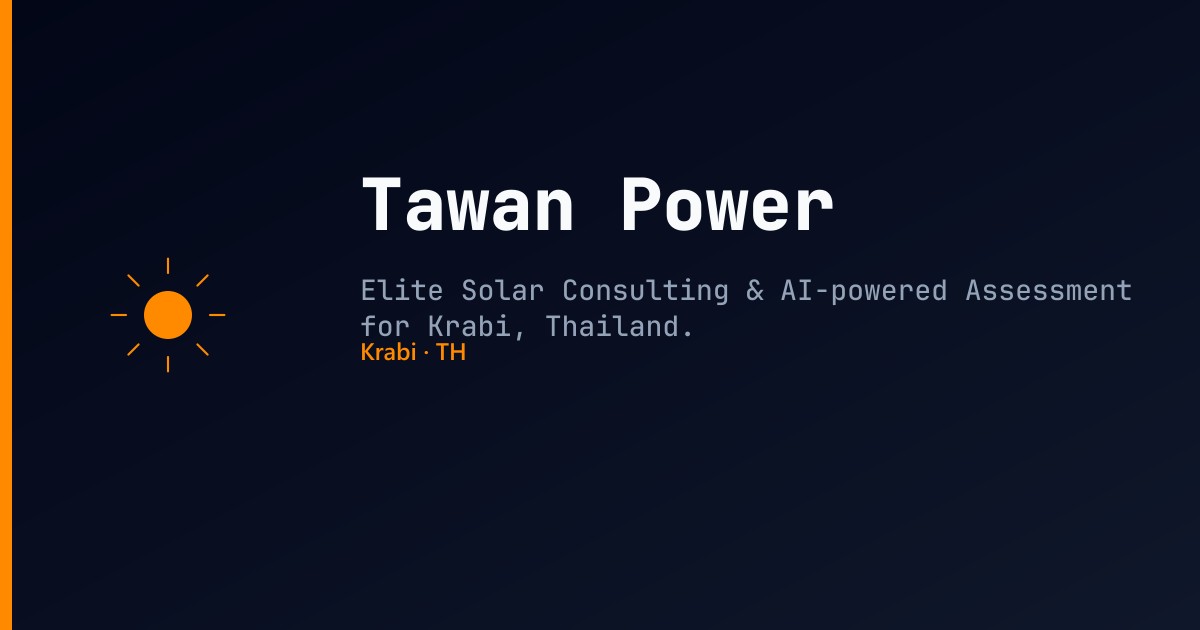 Tawan Power
Elite Solar Consulting & AI-powered Assessment
for Krabi, Thailand.
Krabi · TH